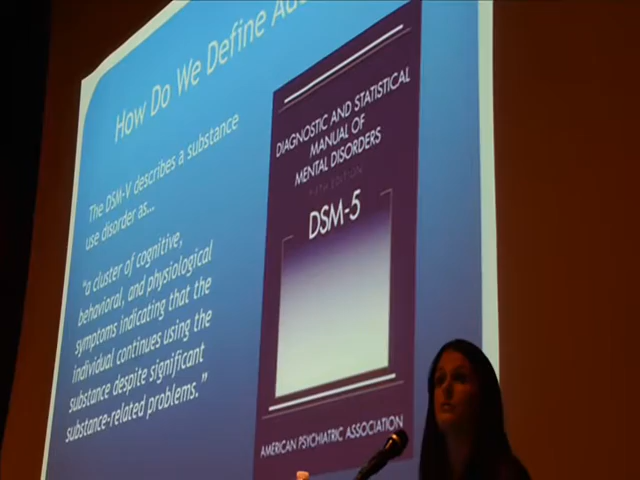 How Do We Define
The DSM-V describes a substance
use disorder as...
"a cluster of cognitive,
behavioral, and physiological
symptoms indicating that the
individual continues using the
substance despite significant
substance-related problems."
DIAGNOSTIC AND STATISTICAL
MANUAL OF
MENTAL DISORDERS
FIFTH EDITION
DSM-5
AMERICAN PSYCHIATRIC ASSOCIATION